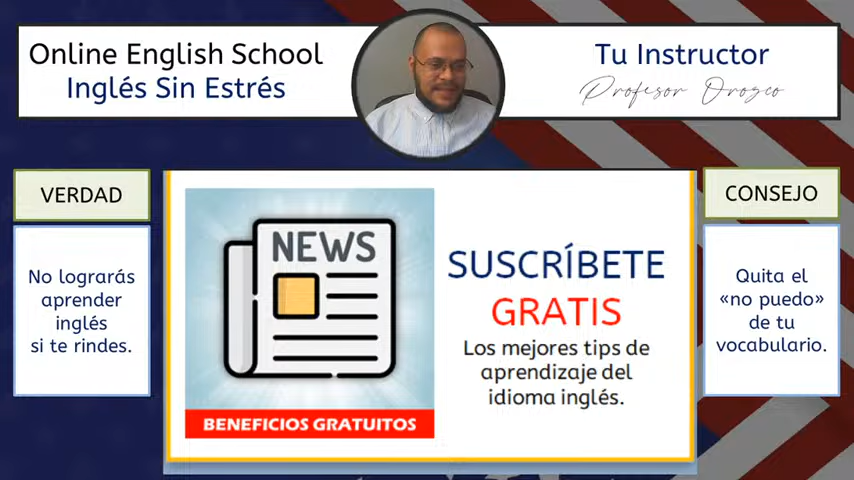 Online English School
Inglés Sin Estrés
Tu Instructor
Profesor Orozco
VERDAD
No lograrás
aprender
inglés
si te rindes.
NEWS
BENEFICIOS GRATUITOS
SUSCRÍBETE
GRATIS
Los mejores tips de
aprendizaje del
idioma inglés.
CONSEJO
Quita el
«no puedo»
de tu
vocabulario.